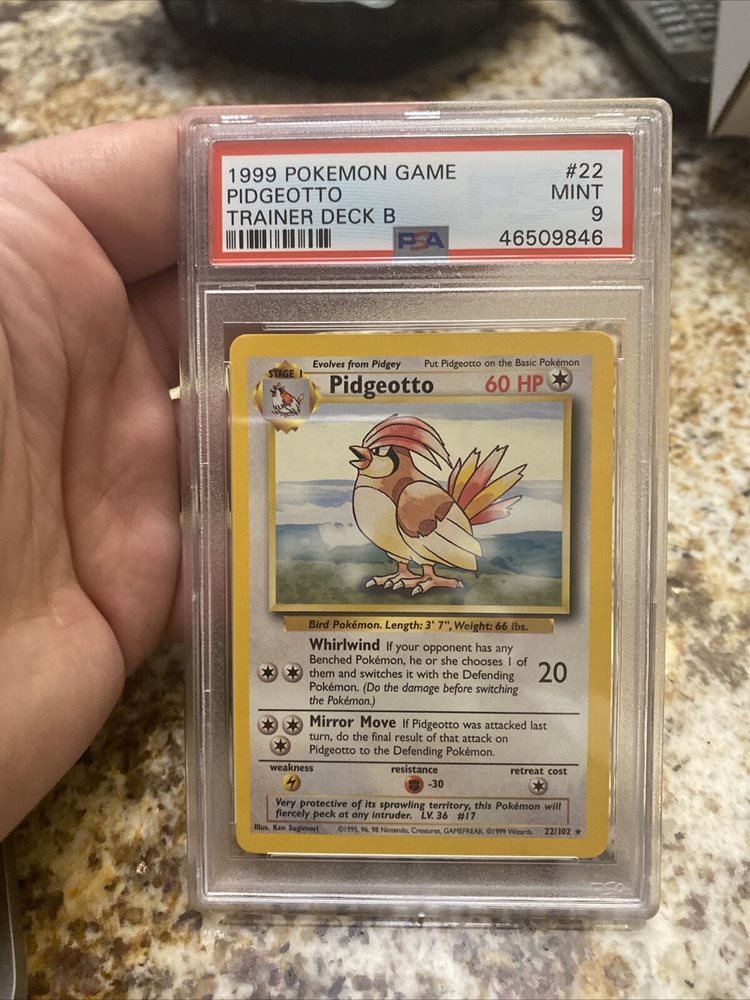 1999 POKEMON GAME #22
PIDGEOTTO MINT
TRAINER DECK B 9
PSA 46509846
STAGE 1 Evolves from Pidgey Put Pidgeotto on the Basic Pokémon
Pidgeotto 60 HP
Bird Pokémon. Length: 3' 7", Weight: 66 lbs.
Whirlwind If your opponent has any
Benched Pokémon, he or she chooses 1 of
them and switches it with the Defending 20
Pokémon. (Do the damage before switching
the Pokémon.)
Mirror Move If Pidgeotto was attacked last
turn, do the final result of that attack on
Pidgeotto to the Defending Pokémon.
weakness resistance retreat cost
-30
Very protective of its sprawling territory, this Pokémon will
fiercely peck at any intruder. LV. 36 #17
Illus. Ken Sugimori ©1995, 96, 98 Nintendo, Creatures, GAMEFREAK. ©1999 Wizards. 22/102 ★